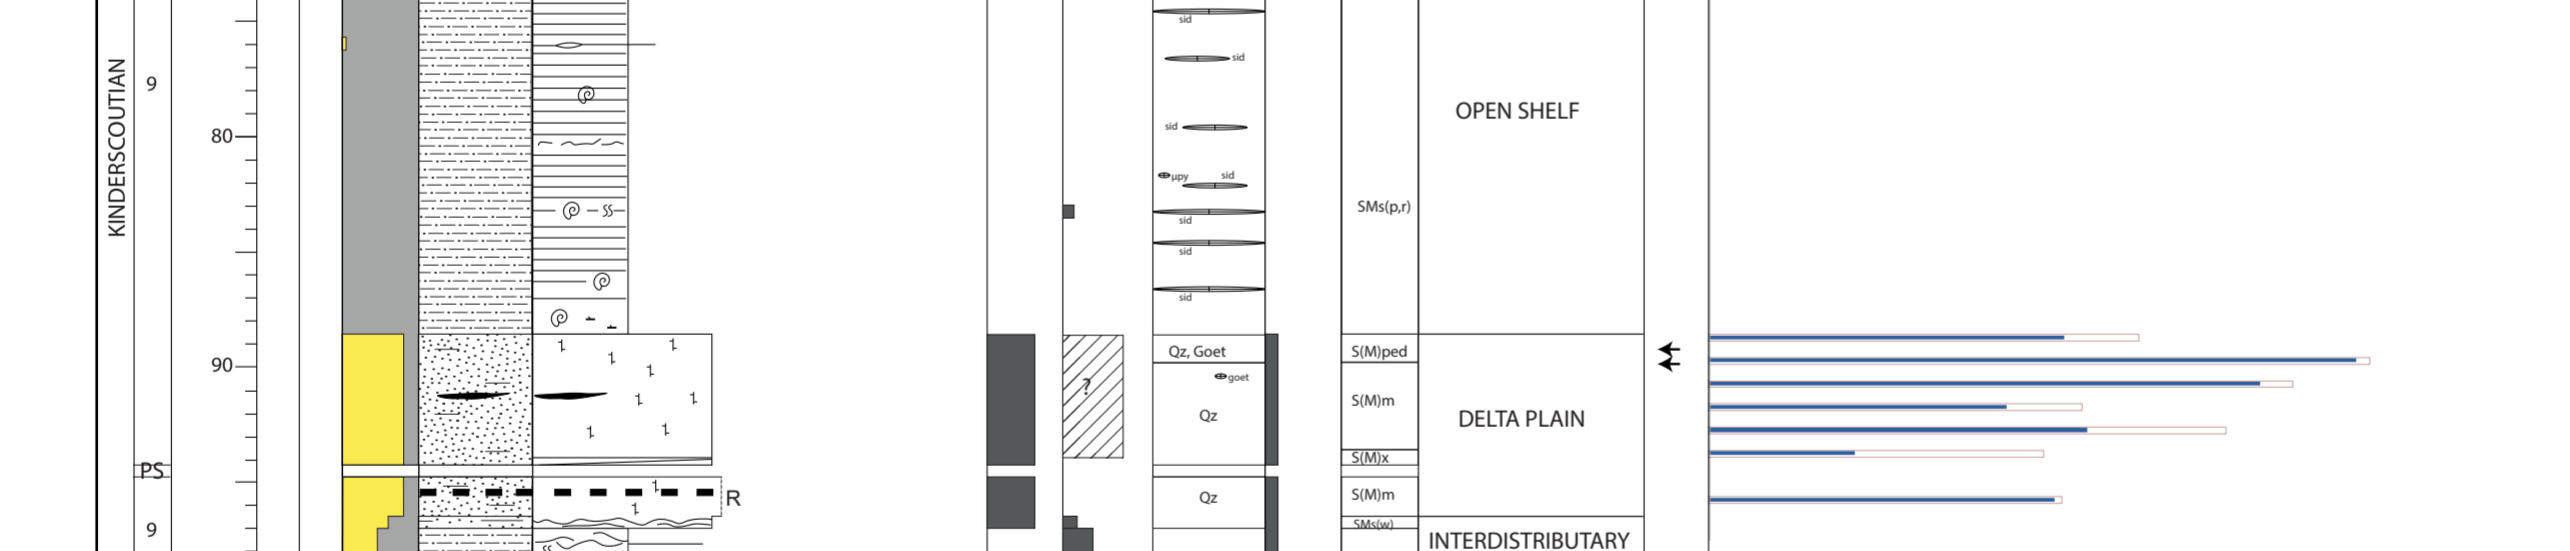 sid
sid
KINDERSCOUTIAN
9
OPEN SHELF
80
sid
μpy
sid
SMs(p,r)
sid
sid
sid
90
Qz, Goet
S(M)ped
?
goet
Qz
S(M)m
DELTA PLAIN
S(M)x
PS
Qz
S(M)m
R
9
SMs(w)
INTERDISTRIBUTARY